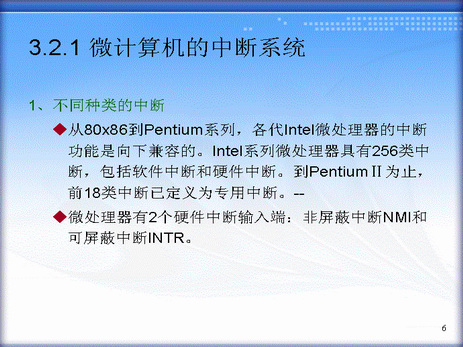 3.2.1 微计算机的中断系统
1、不同种类的中断
◆从80x86到Pentium系列，各代Intel微处理器的中断
功能是向下兼容的。Intel系列微处理器具有256类中
断，包括软件中断和硬件中断。到PentiumⅡ为止，
前18类中断已定义为专用中断。--
◆微处理器有2个硬件中断输入端：非屏蔽中断NMI和
可屏蔽中断INTR。
6